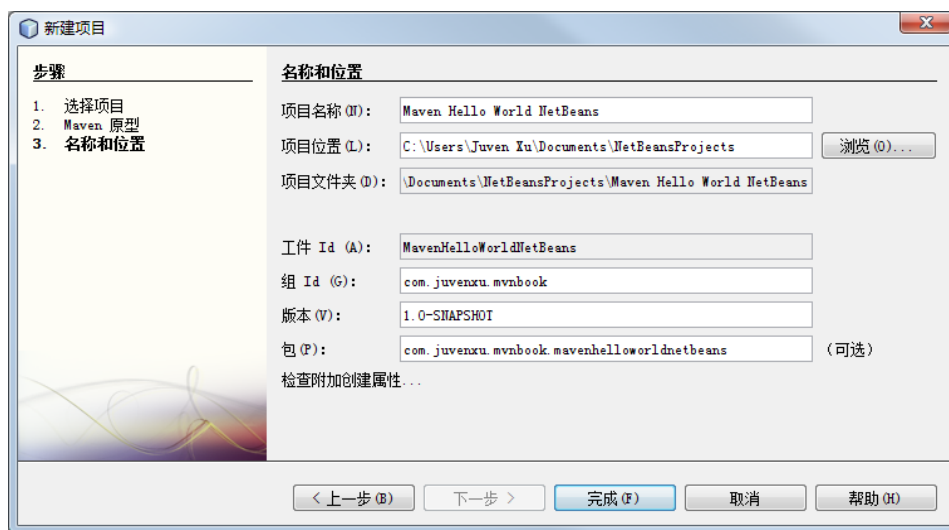 新建项目
步骤
1. 选择项目
2. Maven 原型
3. 名称和位置
名称和位置
项目名称(N): Maven Hello World NetBeans
项目位置(L): C:\Users\Juven Xu\Documents\NetBeansProjects 浏览(O)...
项目文件夹(D): \Documents\NetBeansProjects\Maven Hello World NetBeans
工件 Id (A): MavenHelloWorldNetBeans
组 Id (G): com.juvenxu.mvnbook
版本(V): 1.0-SNAPSHOT
包(P): com.juvenxu.mvnbook.mavenhelloworldnetbeans (可选)
检查附加创建属性...
< 上一步(B) 下一步 > 完成(F) 取消 帮助(H)